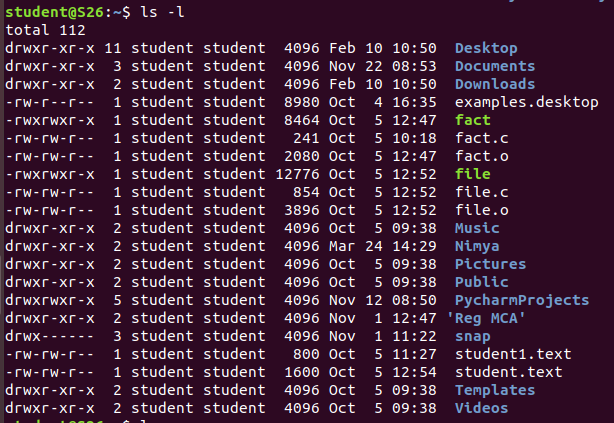 student@S26:~$ ls -l
total 112
drwxr-xr-x 11 student student  4096 Feb 10 10:50  Desktop
drwxr-xr-x  3 student student  4096 Nov 22 08:53  Documents
drwxr-xr-x  2 student student  4096 Feb 10 10:50  Downloads
-rw-r--r--  1 student student  8980 Oct  4 16:35  examples.desktop
-rwxrwxr-x  1 student student  8464 Oct  5 12:47  fact
-rw-rw-r--  1 student student   241 Oct  5 10:18  fact.c
-rw-rw-r--  1 student student  2080 Oct  5 12:47  fact.o
-rwxrwxr-x  1 student student 12776 Oct  5 12:52  file
-rw-rw-r--  1 student student   854 Oct  5 12:52  file.c
-rw-rw-r--  1 student student  3896 Oct  5 12:52  file.o
drwxr-xr-x  2 student student  4096 Oct  5 09:38  Music
drwxr-xr-x  2 student student  4096 Mar 24 14:29  Nimya
drwxr-xr-x  2 student student  4096 Oct  5 09:38  Pictures
drwxr-xr-x  2 student student  4096 Oct  5 09:38  Public
drwxrwxr-x  5 student student  4096 Nov 12 08:50  PycharmProjects
drwxr-xr-x  2 student student  4096 Nov  1 12:47 'Reg MCA'
drwx------  3 student student  4096 Nov  1 11:22  snap
-rw-rw-r--  1 student student   800 Oct  5 11:27  student1.text
-rw-rw-r--  1 student student  1600 Oct  5 12:54  student.text
drwxr-xr-x  2 student student  4096 Oct  5 09:38  Templates
drwxr-xr-x  2 student student  4096 Oct  5 09:38  Videos